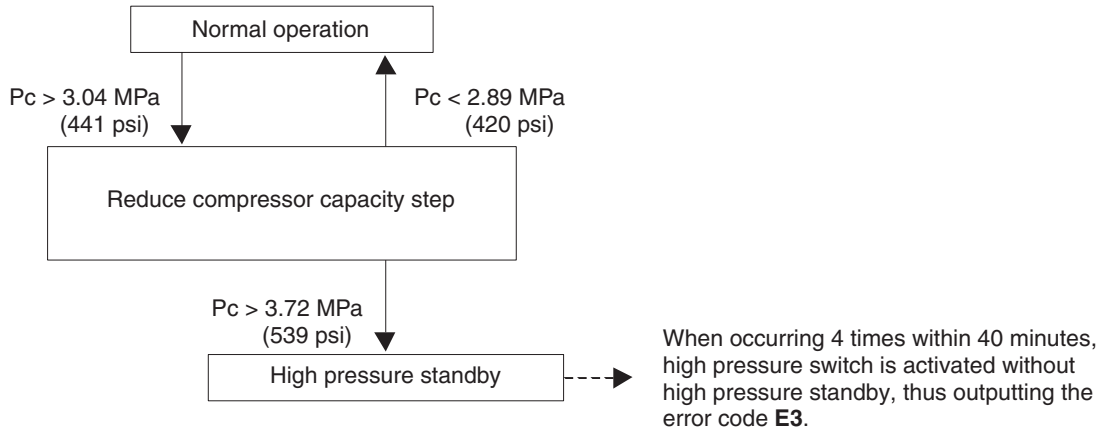 Normal operation
Pc > 3.04 MPa
(441 psi)
Pc < 2.89 MPa
(420 psi)
Reduce compressor capacity step
Pc > 3.72 MPa
(539 psi)
High pressure standby
When occurring 4 times within 40 minutes,
high pressure switch is activated without
high pressure standby, thus outputting the
error code E3.